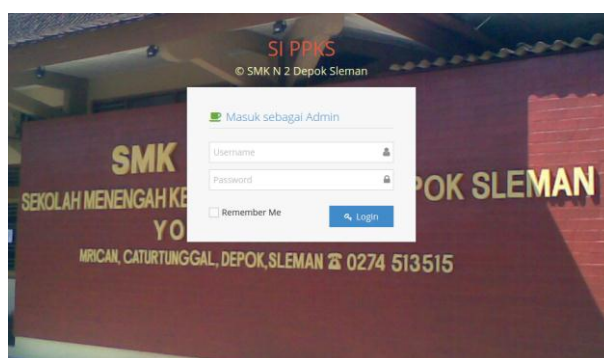 SI PPKS
© SMK N 2 Depok Sleman
Masuk sebagai Admin
Username
Password
Remember Me
Login
SMK
SEKOLAH MENENGAH KE POK SLEMAN
YO
MRICAN, CATURTUNGGAL, DEPOK, SLEMAN ☎ 0274 513515